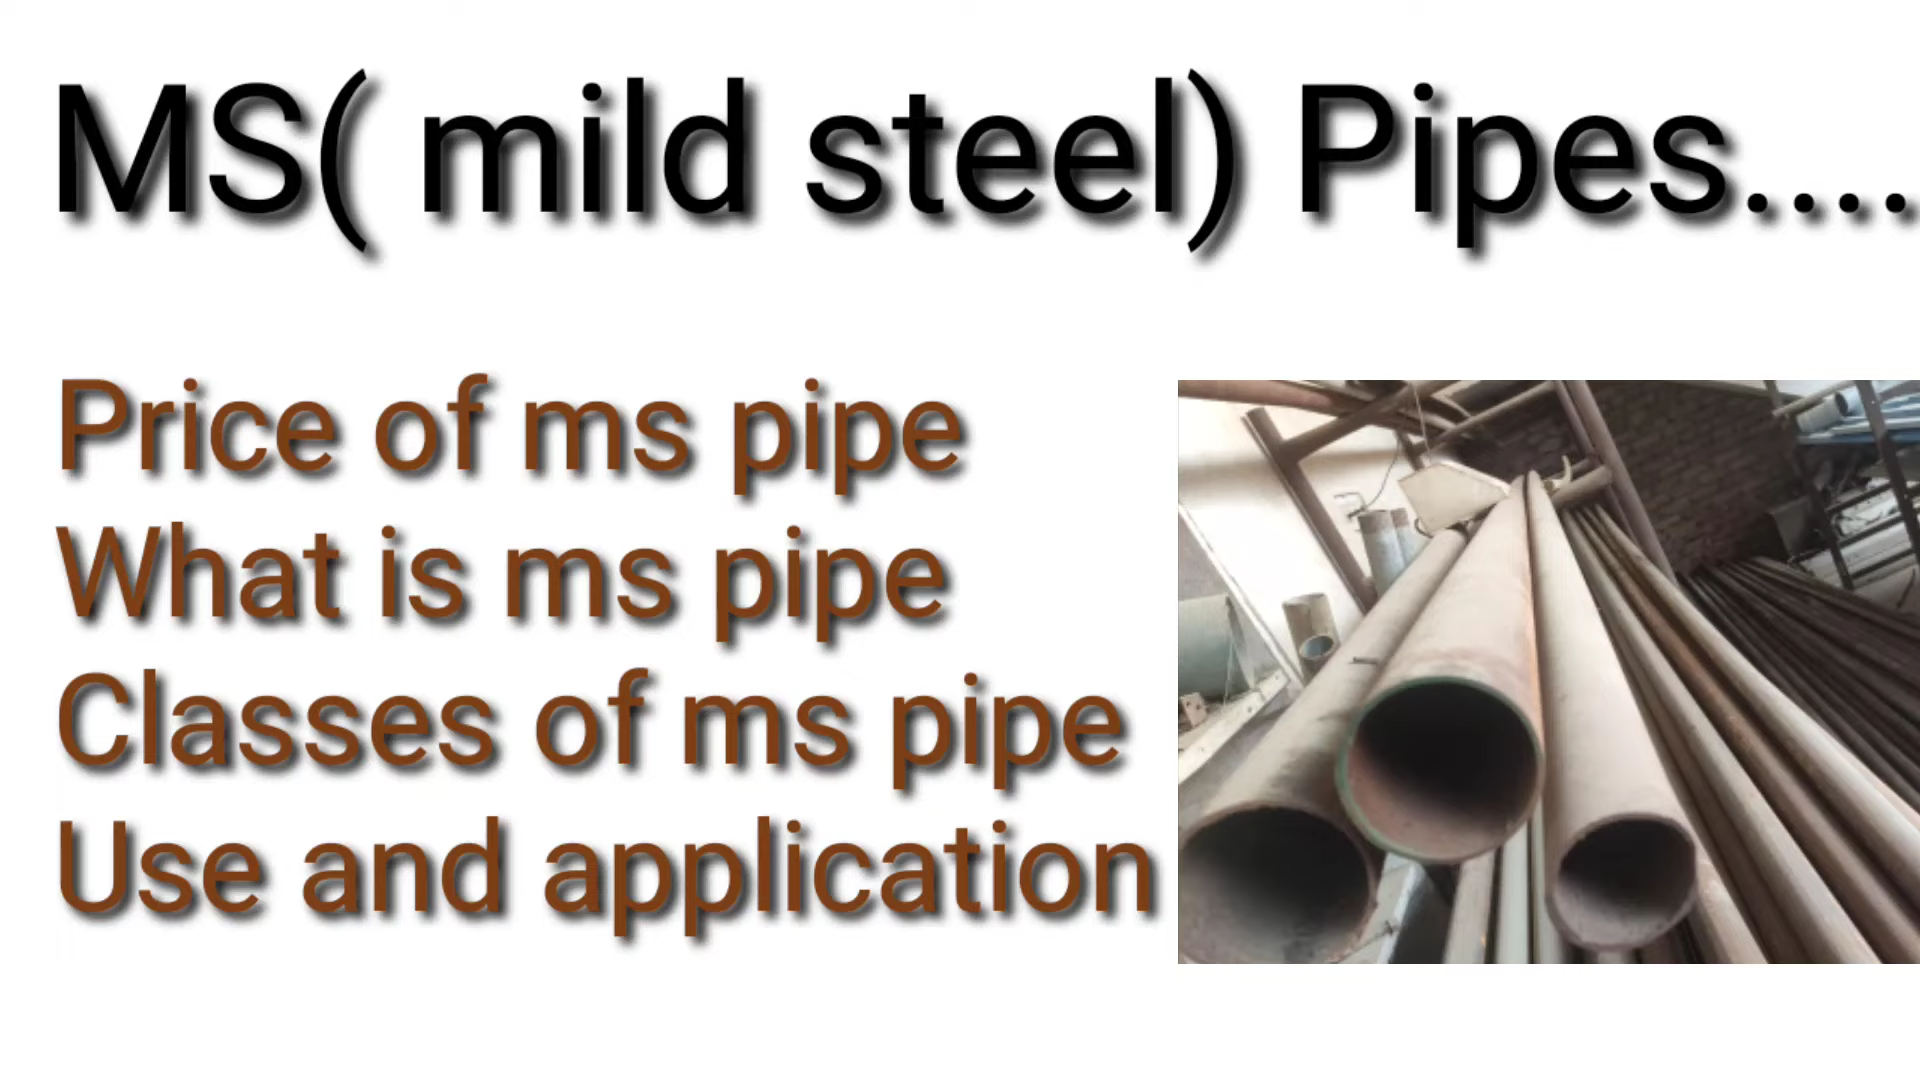 MS( mild steel) Pipes....
Price of ms pipe
What is ms pipe
Classes of ms pipe
Use and application